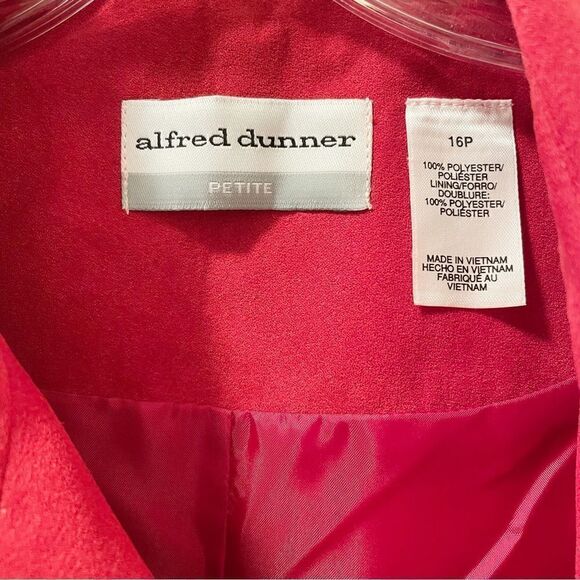 alfred dunner
PETITE
16P
100% POLYESTER/
POLIÉSTER
LINING/FORRO/
DOUBLURE:
100% POLYESTER/
POLIÉSTER
MADE IN VIETNAM
HECHO EN VIETNAM
FABRIQUÉ AU
VIETNAM